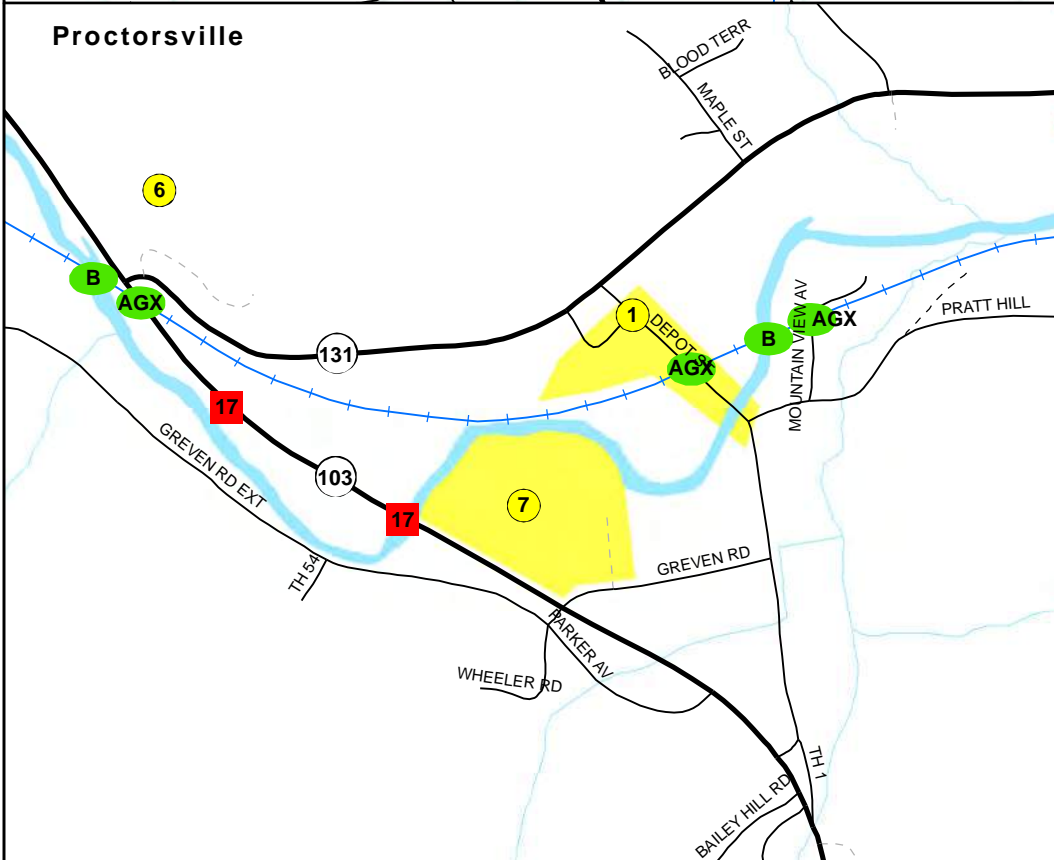 Proctorsville
BLOOD TERR
MAPLE ST
6
B
AGX
131
1
DEPOT S
AGX
B
AGX
MOUNTAIN VIEW AV
PRATT HILL
17
GREVEN RD EXT
103
17
7
TH 54
GREVEN RD
PARKER AV
WHEELER RD
TH 1
BAILEY HILL RD